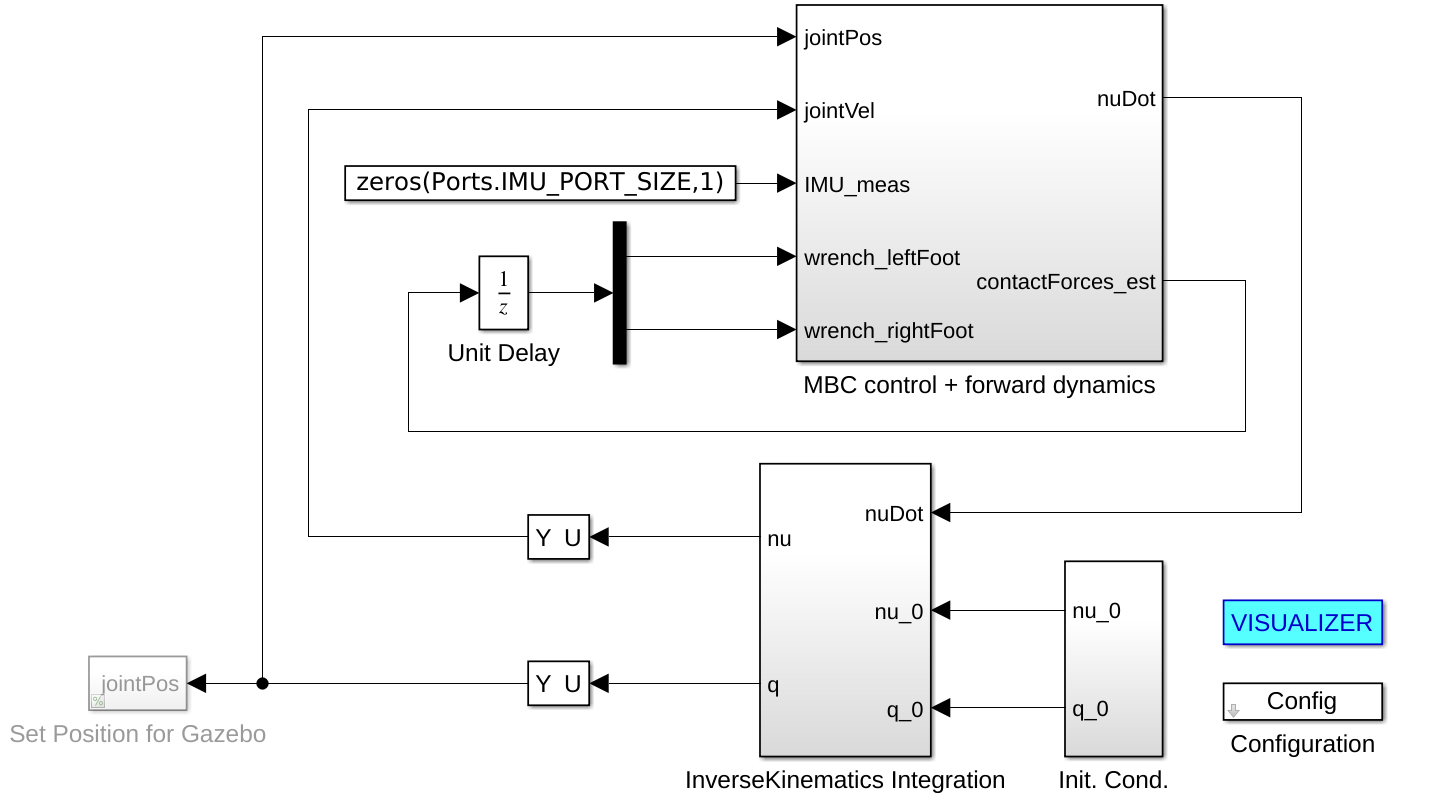 jointPos
jointVel
nuDot
zeros(Ports.IMU_PORT_SIZE,1)
IMU_meas
wrench_leftFoot
contactForces_est
1
z
wrench_rightFoot
Unit Delay
MBC control + forward dynamics
nuDot
Y U
nu
nu_0
nu_0
VISUALIZER
jointPos
%
Y U
q
q_0
q_0
Config
Set Position for Gazebo
Configuration
InverseKinematics Integration
Init. Cond.